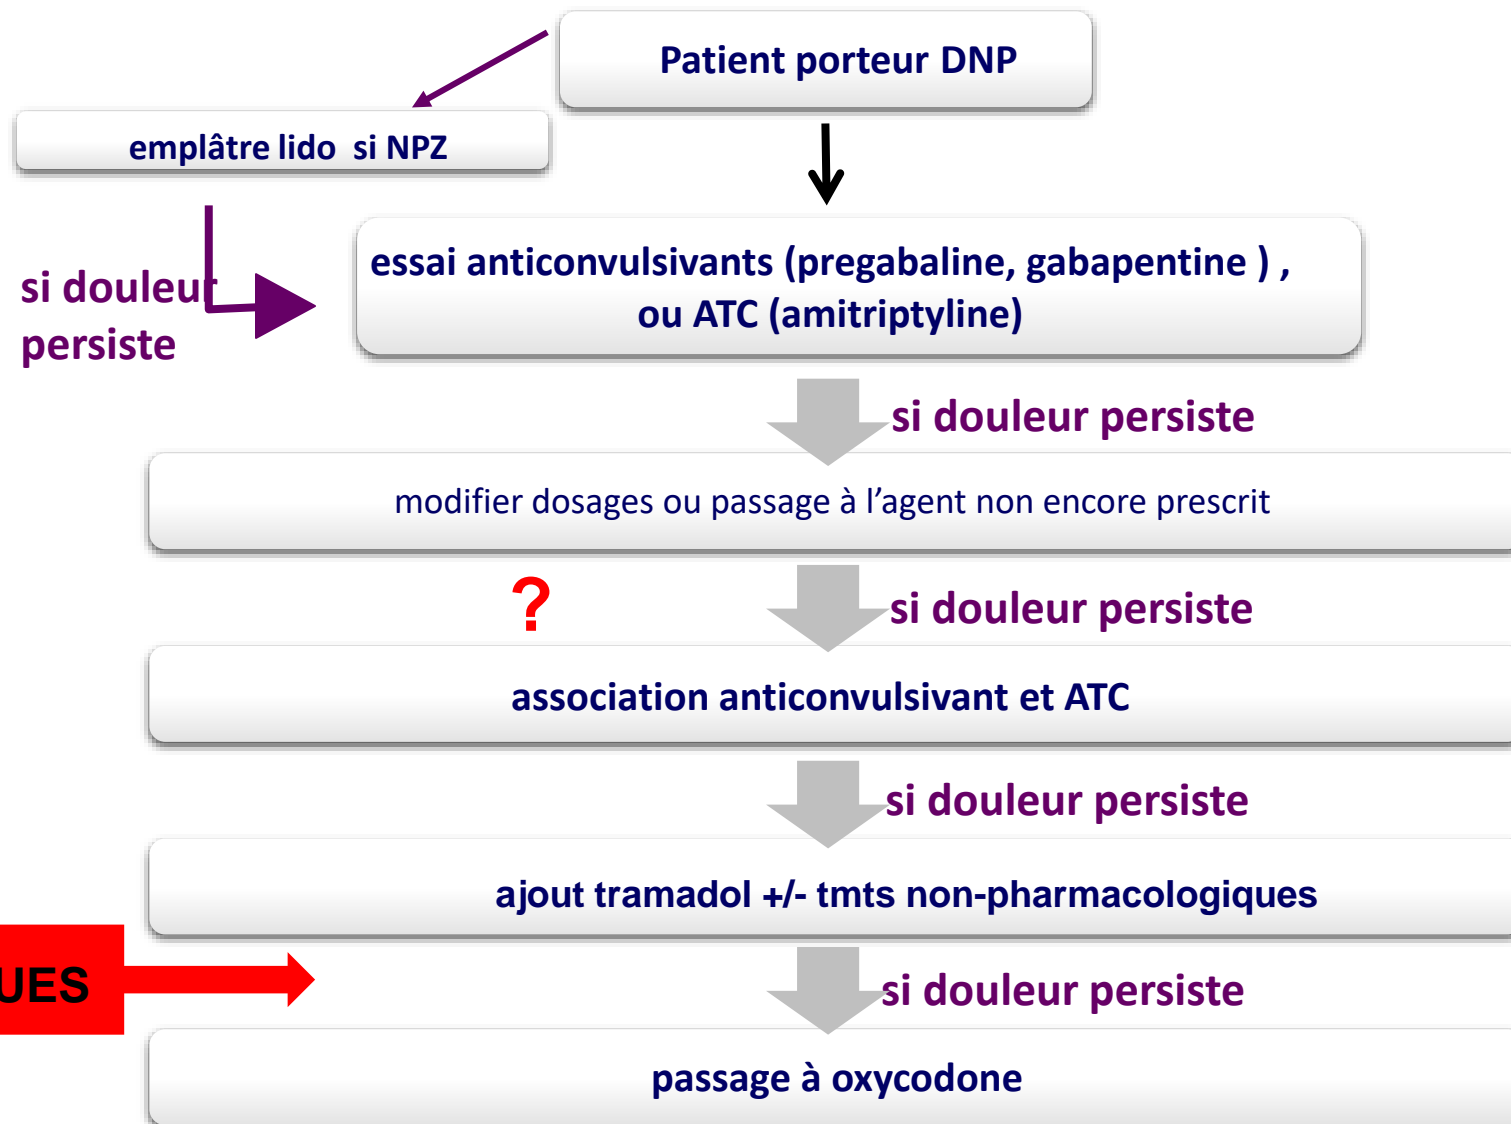 Patient porteur DNP
emplâtre lido si NPZ
essai anticonvulsivants (pregabaline, gabapentine ) ,
ou ATC (amitriptyline)
si douleur
persiste
si douleur persiste
modifier dosages ou passage à l’agent non encore prescrit
?
si douleur persiste
association anticonvulsivant et ATC
si douleur persiste
ajout tramadol +/- tmts non-pharmacologiques
UES
si douleur persiste
passage à oxycodone